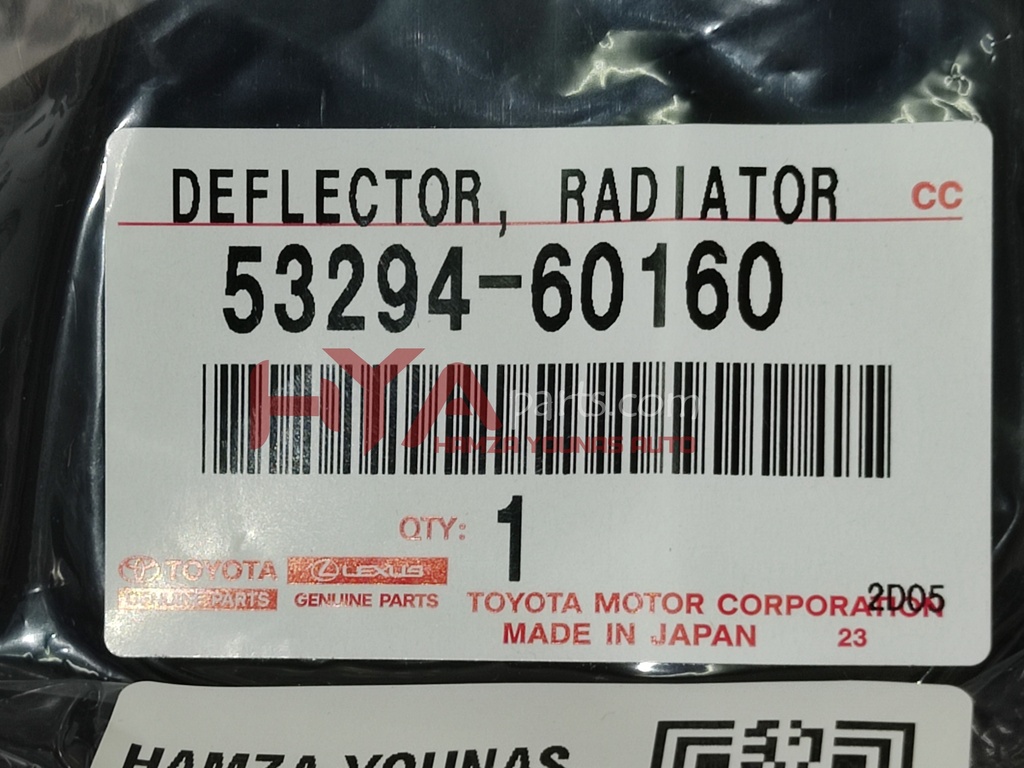 DEFLECTOR, RADIATOR CC
53294-60160
HYA parts.com
HAMZA YOUNAS AUTO
QTY: 1
TOYOTA LEXUS
GENUINE PARTS GENUINE PARTS
TOYOTA MOTOR CORPORATION 2D05
MADE IN JAPAN 23
HAMZA YOUNAS